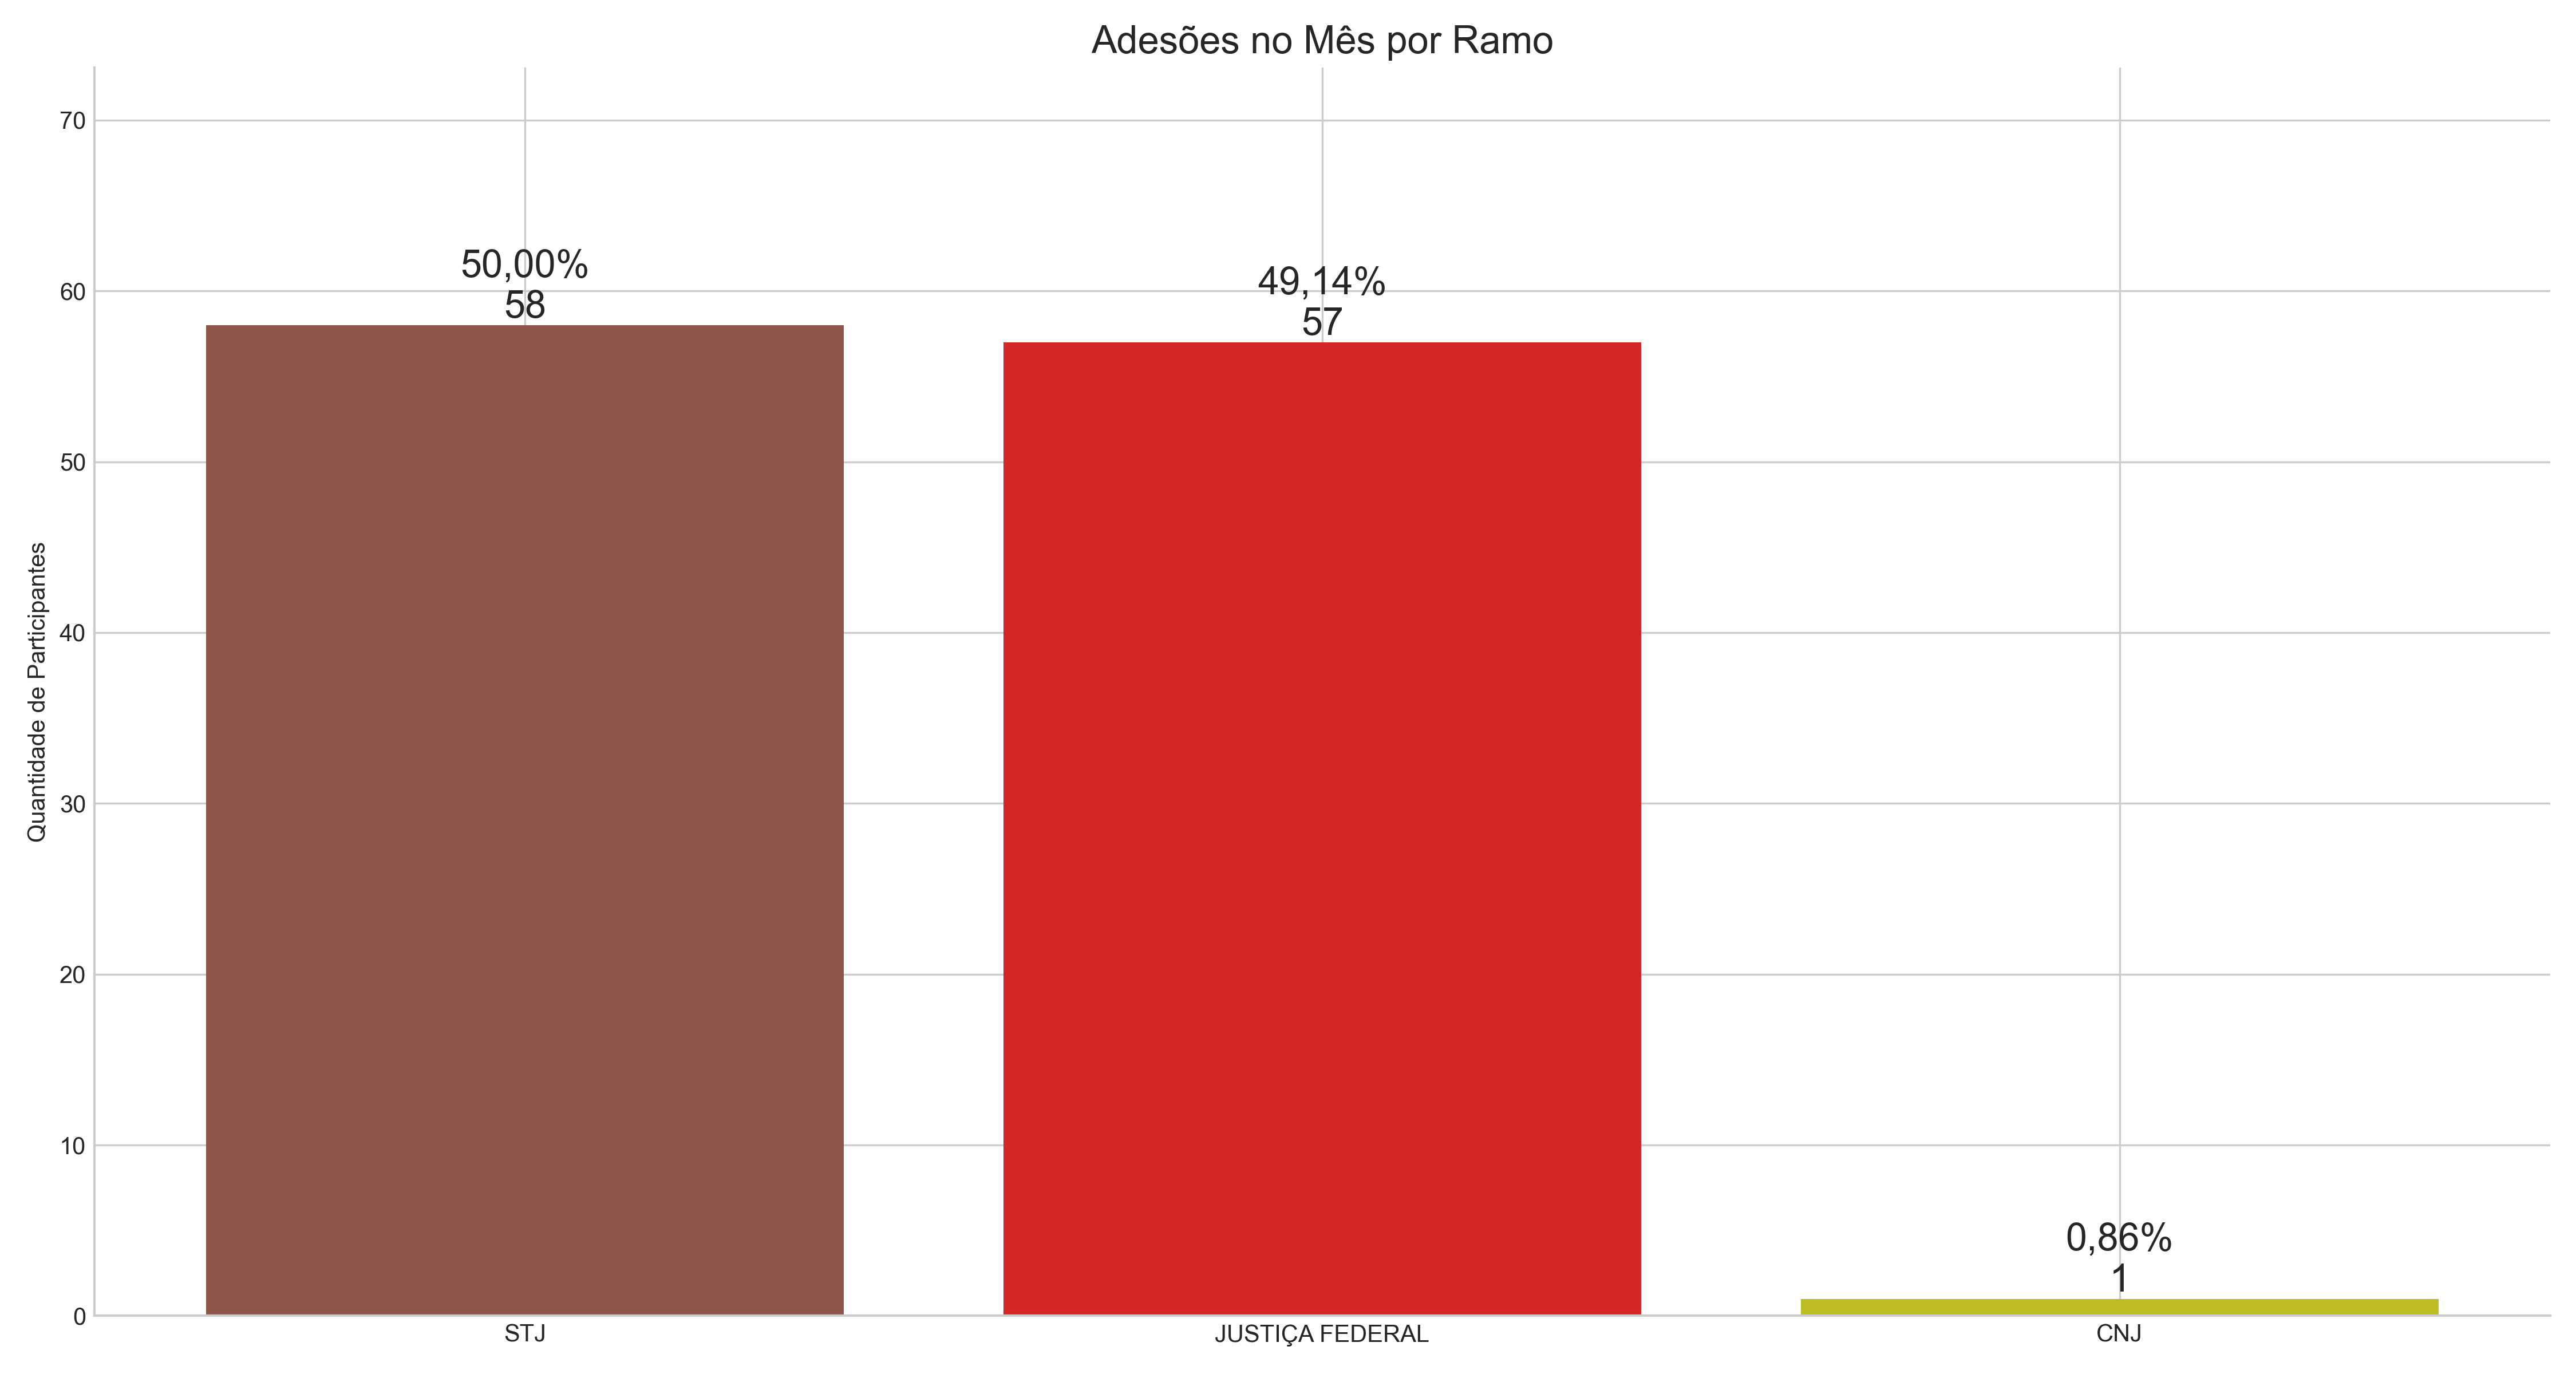 Adesões no Mês por Ramo
Quantidade de Participantes
70
60
50
40
30
20
10
0
50,00%
58
49,14%
57
0,86%
1
STJ
JUSTIÇA FEDERAL
CNJ